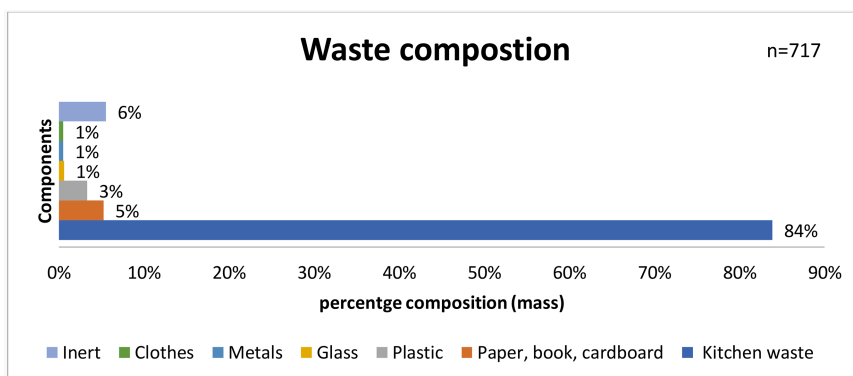 Waste compostion
n=717
Components
6%
1%
1%
1%
3%
5%
84%
0% 10% 20% 30% 40% 50% 60% 70% 80% 90%
percentge composition (mass)
Inert Clothes Metals Glass Plastic Paper, book, cardboard Kitchen waste